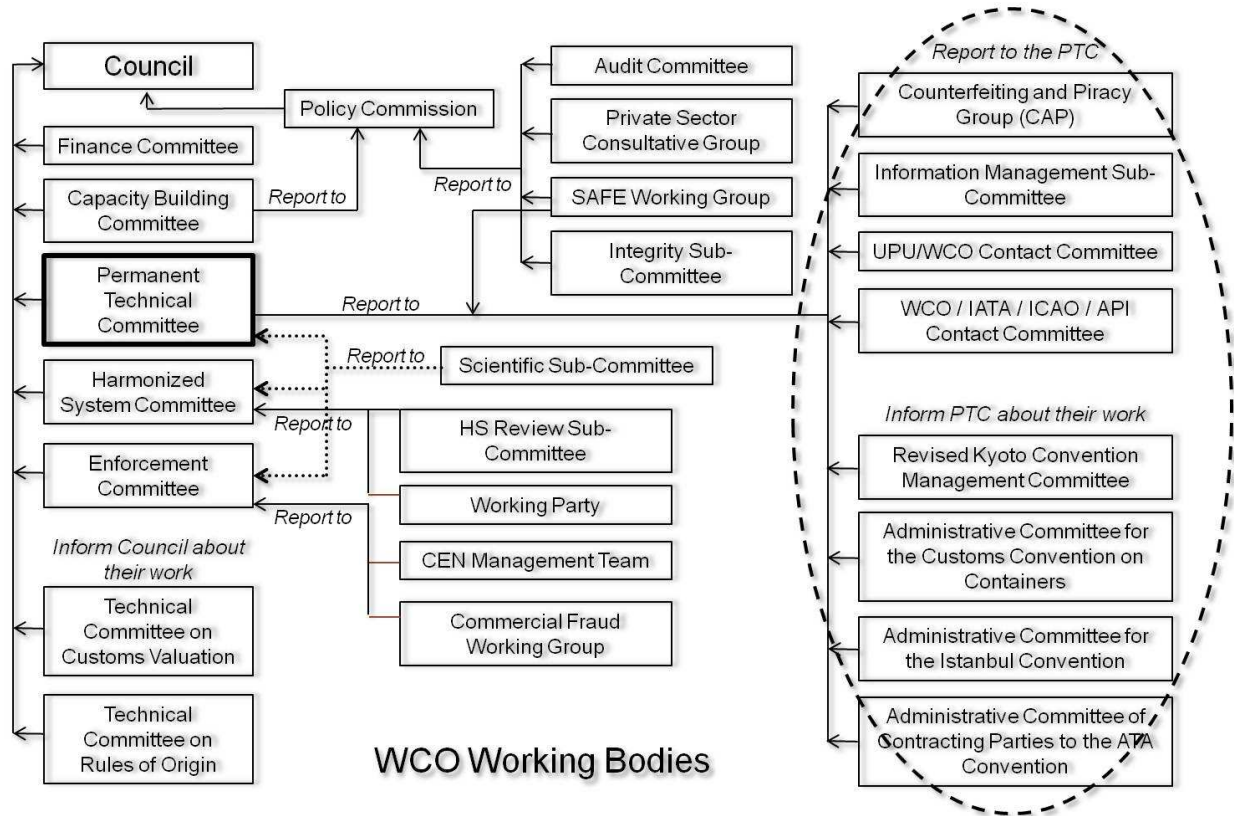 Council
Policy Commission
Finance Committee
Capacity Building
Committee
Report to
Permanent
Technical
Committee
Report to
Harmonized
System Committee
Report to
Enforcement
Committee
Report to
Inform Council about
their work
Technical
Committee on
Customs Valuation
Technical
Committee on
Rules of Origin
Audit Committee
Private Sector
Consultative Group
Report to
SAFE Working Group
Integrity Sub-
Committee
Report to
Scientific Sub-Committee
HS Review Sub-
Committee
Working Party
CEN Management Team
Commercial Fraud
Working Group
WCO Working Bodies
Report to the PTC
Counterfeiting and Piracy
Group (CAP)
Information Management Sub-
Committee
UPU/WCO Contact Committee
WCO / IATA / ICAO / API
Contact Committee
Inform PTC about their work
Revised Kyoto Convention
Management Committee
Administrative Committee for
the Customs Convention on
Containers
Administrative Committee for
the Istanbul Convention
Administrative Committee of
Contracting Parties to the ATA
Convention